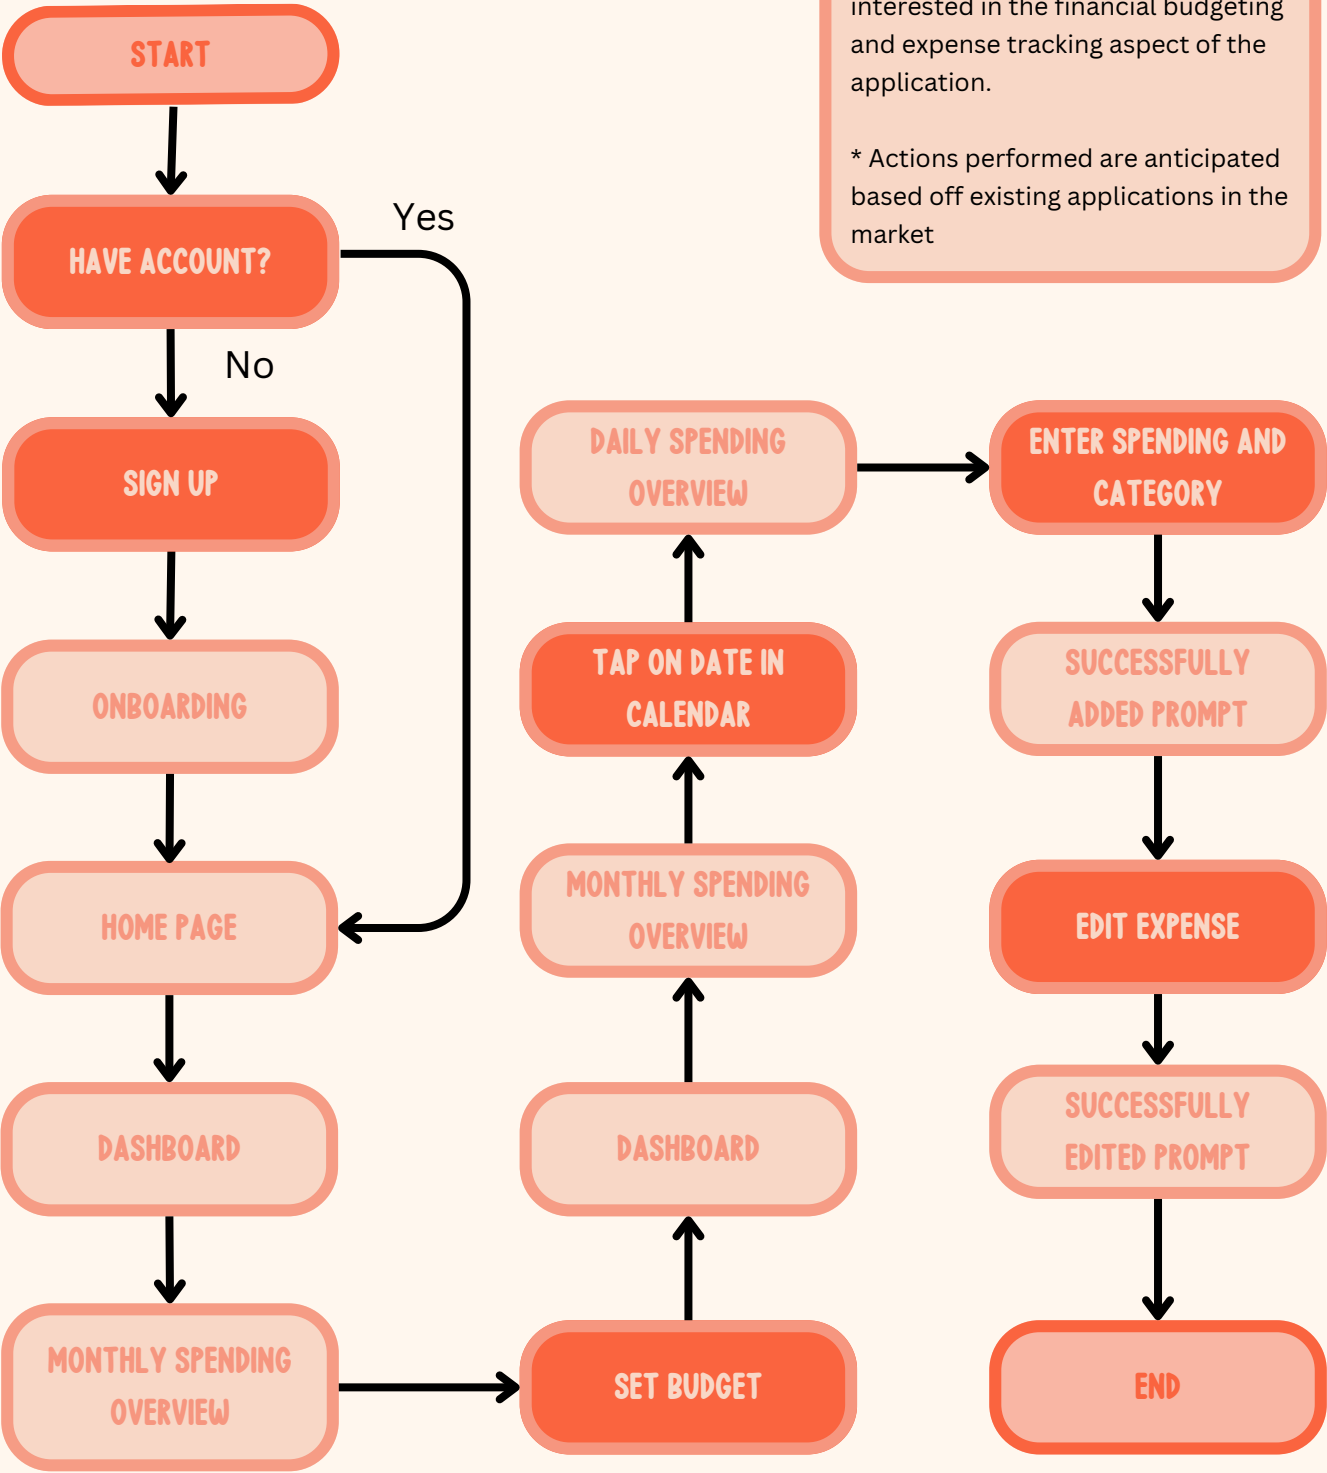 START
HAVE ACCOUNT?
Yes
No
SIGN UP
ONBOARDING
HOME PAGE
DASHBOARD
MONTHLY SPENDING
OVERVIEW
SET BUDGET
DASHBOARD
MONTHLY SPENDING
OVERVIEW
TAP ON DATE IN
CALENDAR
DAILY SPENDING
OVERVIEW
ENTER SPENDING AND
CATEGORY
SUCCESSFULLY
ADDED PROMPT
EDIT EXPENSE
SUCCESSFULLY
EDITED PROMPT
END
interested in the financial budgeting
and expense tracking aspect of the
application.
* Actions performed are anticipated
based off existing applications in the
market